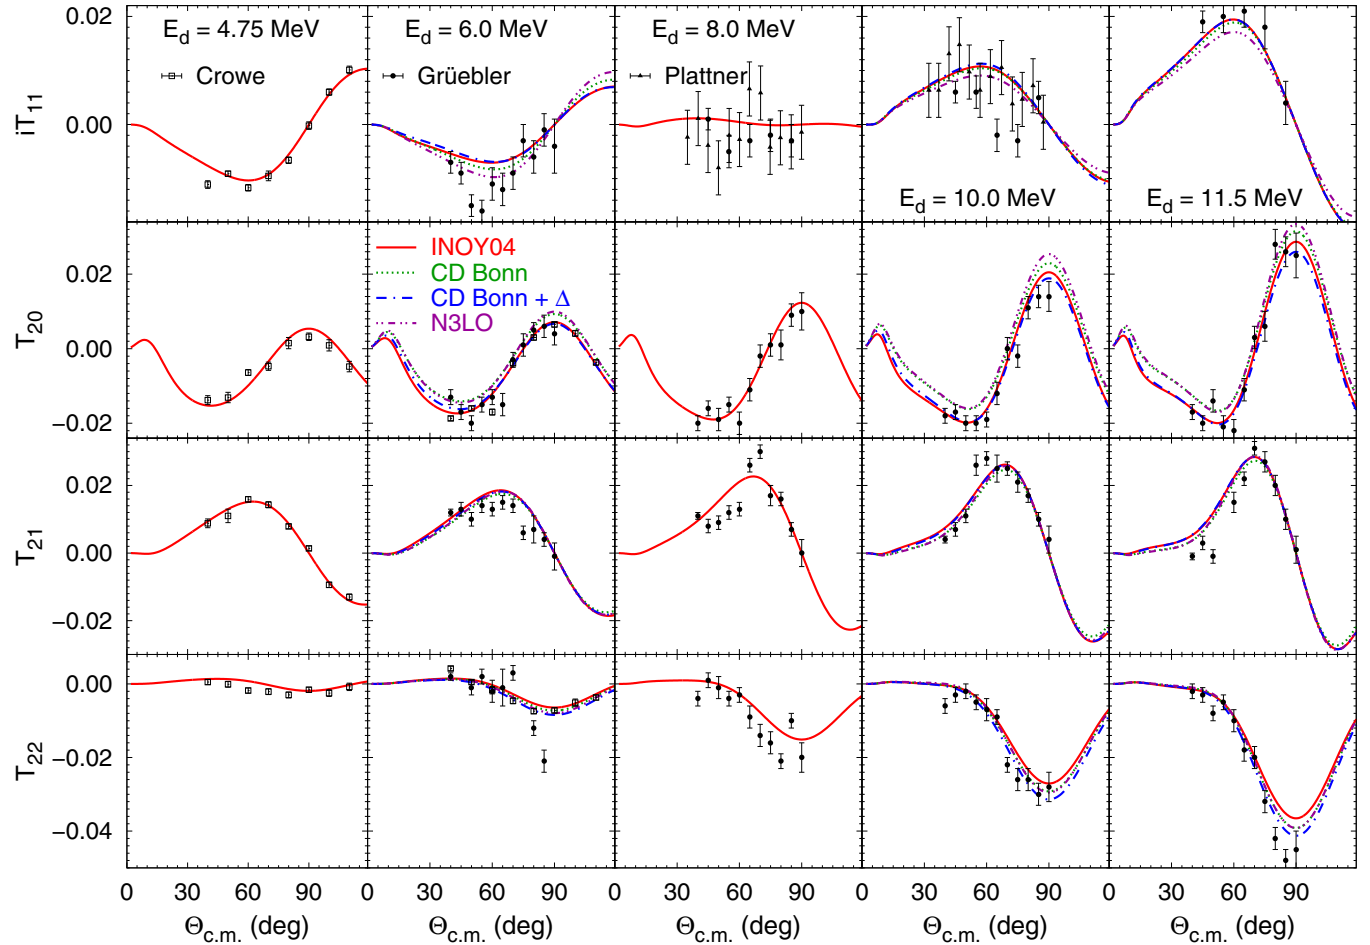 E_d = 4.75 MeV
E_d = 6.0 MeV
E_d = 8.0 MeV
Crowe
Grüebler
Plattner
E_d = 10.0 MeV
E_d = 11.5 MeV
iT_11
0.00
INOY04
CD Bonn
CD Bonn + Δ
N3LO
T_20
0.02
0.00
−0.02
T_21
0.02
0.00
−0.02
T_22
0.00
−0.02
−0.04
0 30 60 90 0 30 60 90 0 30 60 90 0 30 60 90 0 30 60 90
Θ_c.m. (deg) Θ_c.m. (deg) Θ_c.m. (deg) Θ_c.m. (deg) Θ_c.m. (deg)